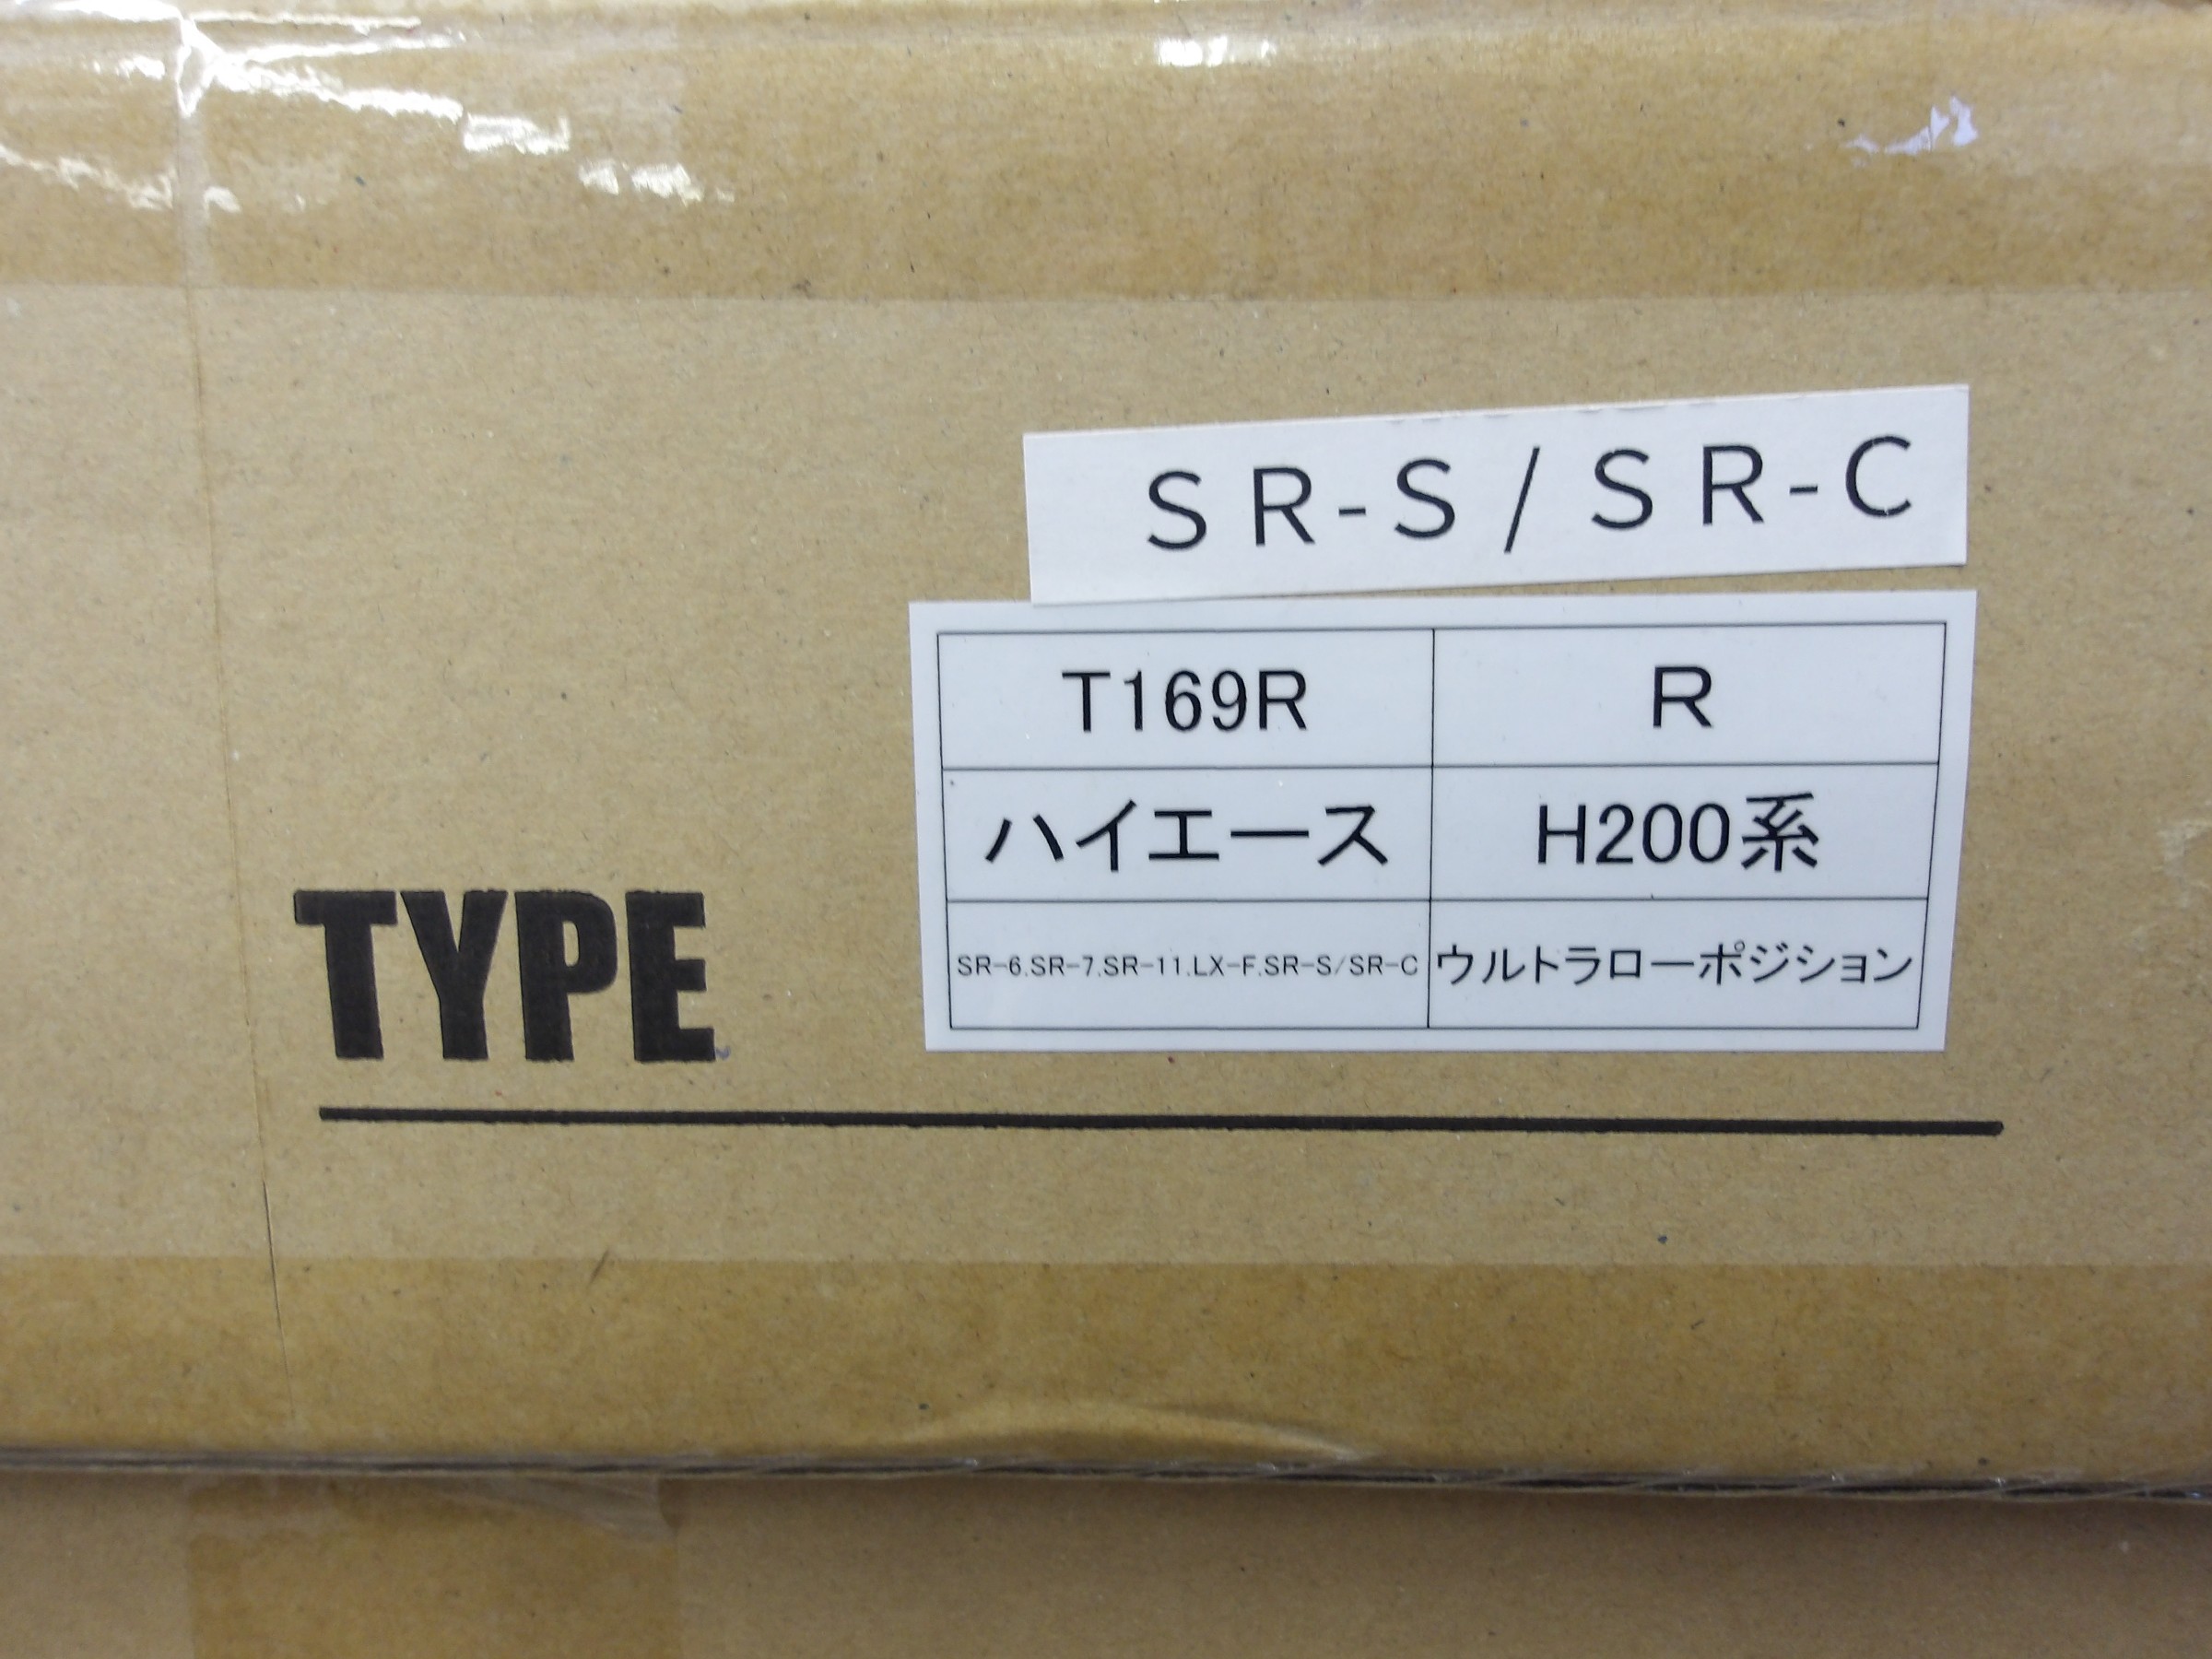 SR-S/SR-C
T169R R
ハイエース H200系
SR-6.SR-7.SR-11.LX-F.SR-S/SR-C ウルトラローポジション
TYPE